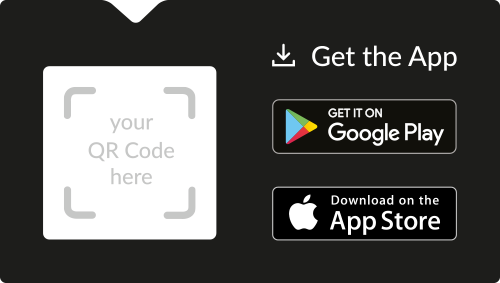 your
QR Code
here
Get the App
GET IT ON
Google Play
Download on the
App Store